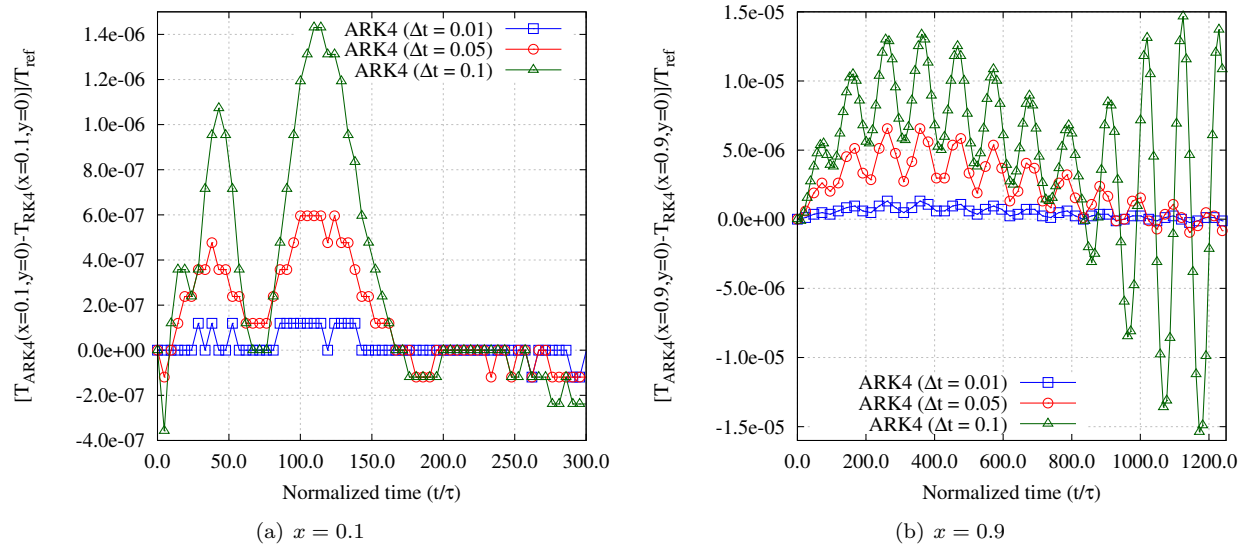 [T_ARK4(x=0.1,y=0)-T_RK4(x=0.1,y=0)]/T_ref
1.4e-06
1.2e-06
1.0e-06
8.0e-07
6.0e-07
4.0e-07
2.0e-07
0.0e+00
-2.0e-07
-4.0e-07
ARK4 (Δt = 0.01)
ARK4 (Δt = 0.05)
ARK4 (Δt = 0.1)
0.0 50.0 100.0 150.0 200.0 250.0 300.0
Normalized time (t/τ)
(a) x = 0.1
[T_ARK4(x=0.9,y=0)-T_RK4(x=0.9,y=0)]/T_ref
1.5e-05
1.0e-05
5.0e-06
0.0e+00
-5.0e-06
-1.0e-05
-1.5e-05
ARK4 (Δt = 0.01)
ARK4 (Δt = 0.05)
ARK4 (Δt = 0.1)
0.0 200.0 400.0 600.0 800.0 1000.0 1200.0
Normalized time (t/τ)
(b) x = 0.9